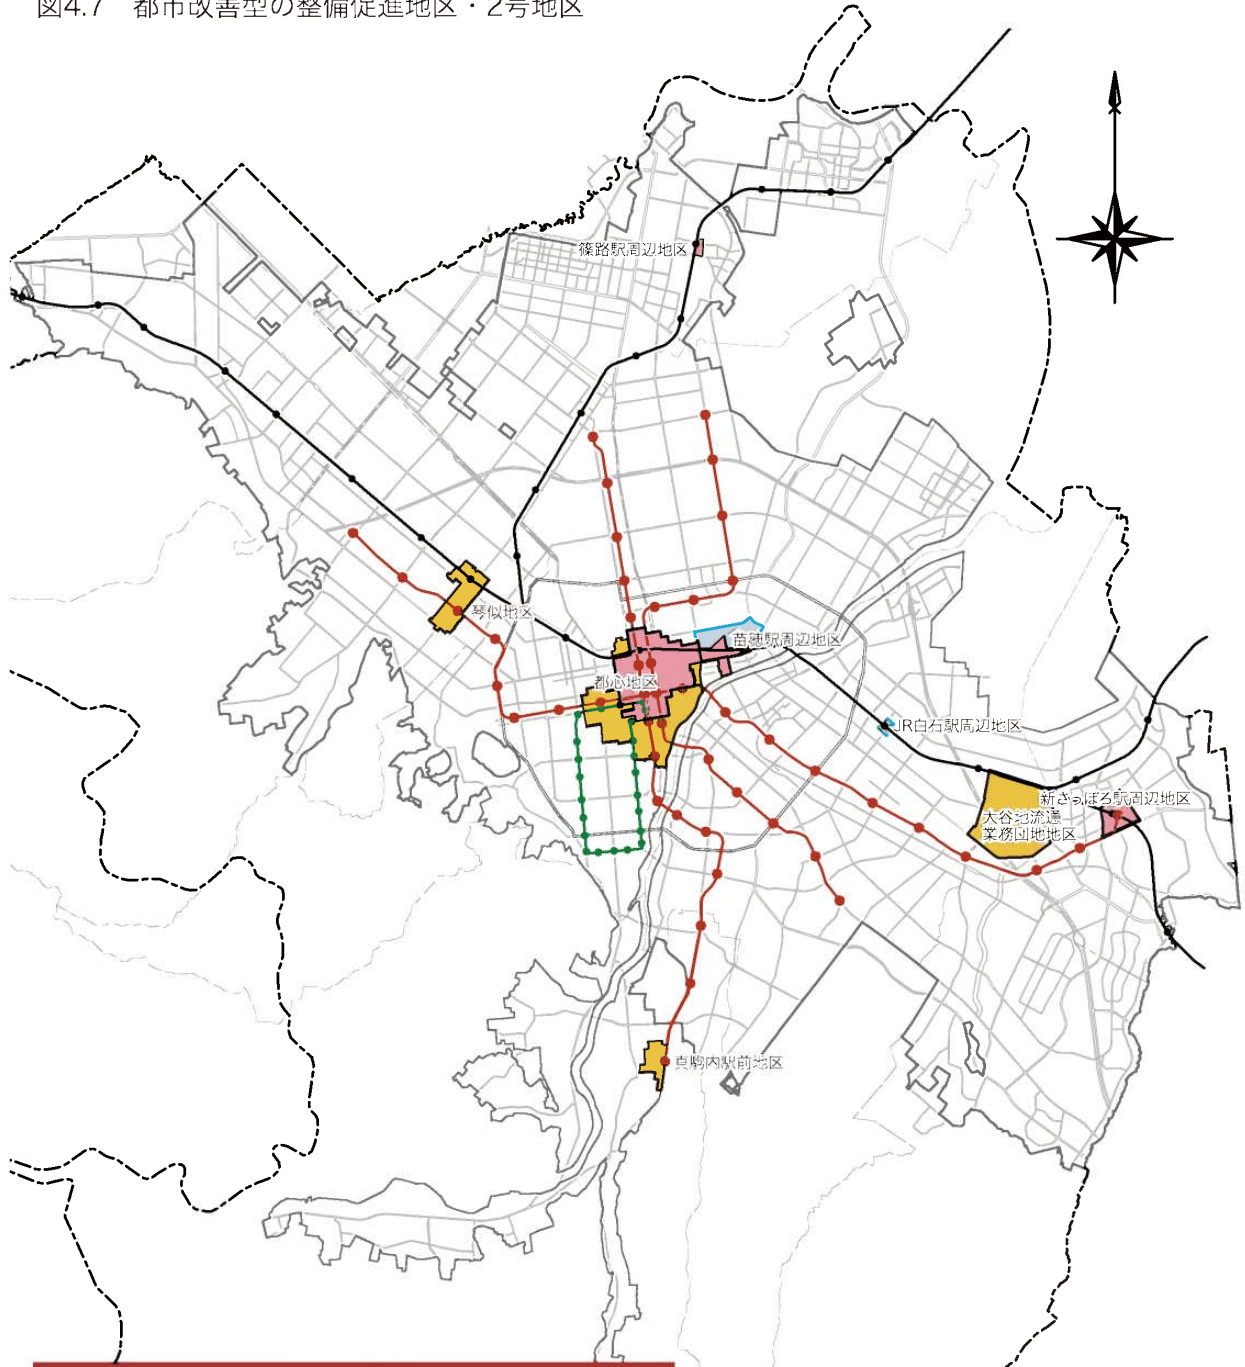 図4.7 都市改善型の整備促進地区・2号地区
篠路駅周辺地区
琴似地区
苗穂駅周辺地区
都心地区
JR白石駅周辺地区
新さっぽろ駅周辺地区
大谷地流通
業務団地地区
真駒内駅前地区